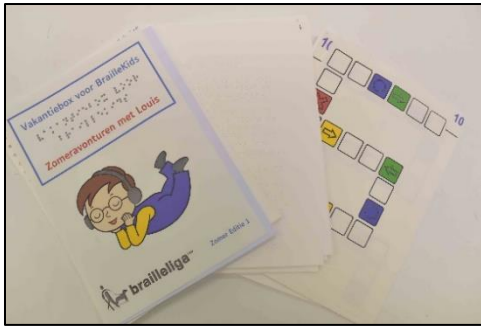 Vakantiebox voor BrailleKids
Zomeravonturen met Louis
Zomer Editie 1
brailleliga
10
10